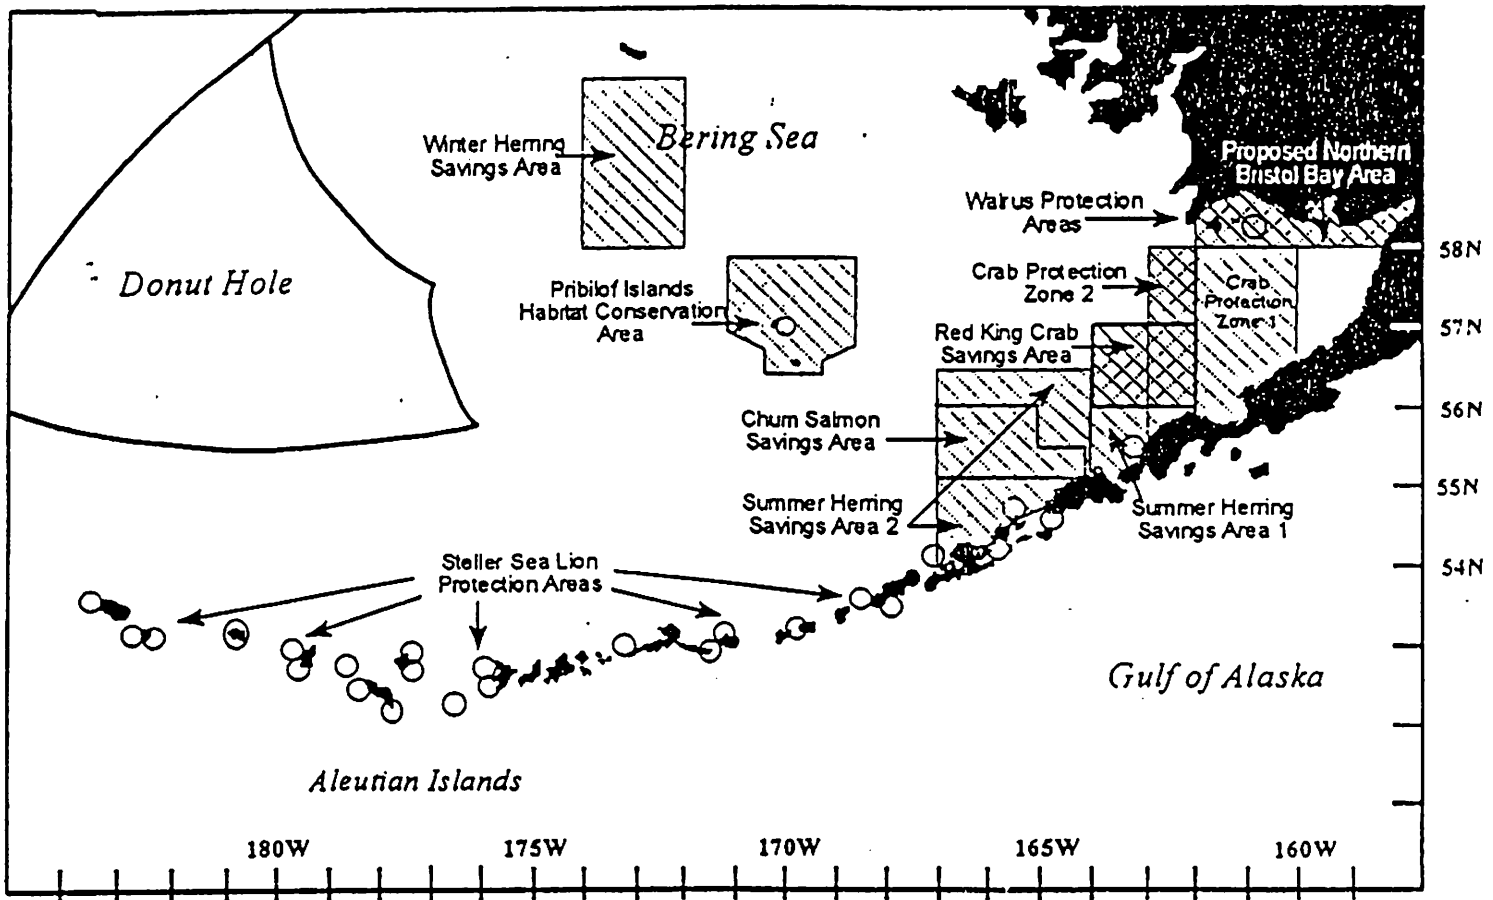 Winter Herring
Savings Area
Bering Sea
Proposed Northern
Bristol Bay Area
Walrus Protection
Areas
58N
Donut Hole
Pribilof Islands
Habitat Conservation
Area
Crab Protection
Zone 2
Crab
Protection
Zone 1
57N
Red King Crab
Savings Area
56N
Chum Salmon
Savings Area
55N
Summer Herring
Savings Area 2
Summer Herring
Savings Area 1
54N
Steller Sea Lion
Protection Areas
Gulf of Alaska
Aleutian Islands
180W
175W
170W
165W
160W